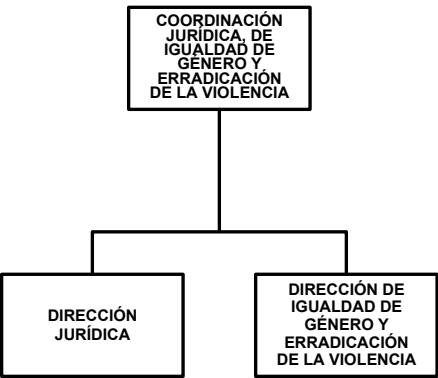 COORDINACIÓN
JURÍDICA, DE
IGUALDAD DE
GÉNERO Y
ERRADICACIÓN
DE LA VIOLENCIA
DIRECCIÓN
JURÍDICA
DIRECCIÓN DE
IGUALDAD DE
GÉNERO Y
ERRADICACIÓN
DE LA VIOLENCIA